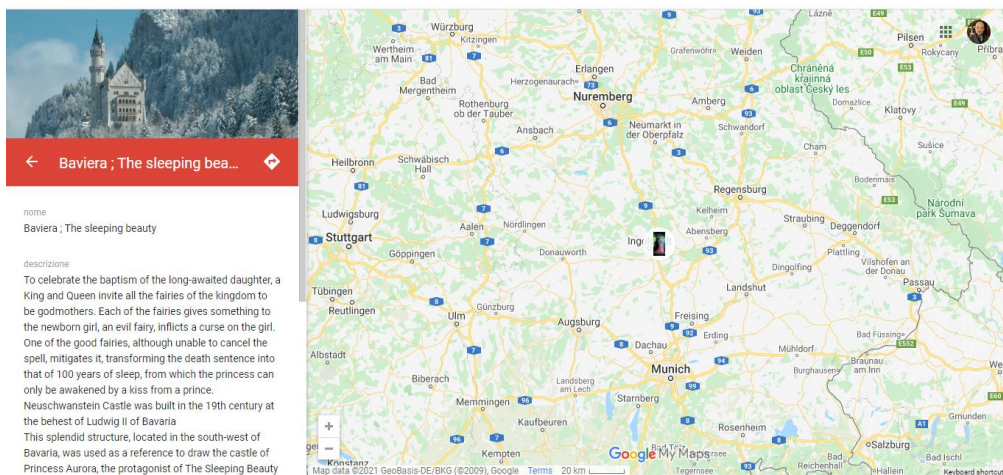 Baviera ; The sleeping bea...
nome
Baviera ; The sleeping beauty
descrizione
To celebrate the baptism of the long-awaited daughter, a
King and Queen invite all the fairies of the kingdom to
be godmothers. Each of the fairies gives something to
the newborn girl, an evil fairy, inflicts a curse on the girl.
One of the good fairies, although unable to cancel the
spell, mitigates it, transforming the death sentence into
that of 100 years of sleep, from which the princess can
only be awakened by a kiss from a prince.
Neuschwanstein Castle was built in the 19th century at
the behest of Ludwig II of Bavaria
This splendid structure, located in the south-west of
Bavaria, was used as a reference to draw the castle of
Princess Aurora, the protagonist of The Sleeping Beauty
Würzburg
Kitzingen
Wertheim
am Main
Bad
Mergentheim
Rothenburg
ob der Tauber
Herzogenaurach
Erlangen
Nuremberg
Ansbach
Grafenwöhr
Weiden
Amberg
Neumarkt in
der Oberpfalz
Schwandorf
Lázně
Pilsen
Rokycany
Příbra
Chráněná
krajinná
oblast Český les
Domazlice
Klatovy
Sušice
Cham
Bodenmais
Národní
park Šumava
Heilbronn
Schwäbisch
Hall
Ludwigsburg
Stuttgart
Aalen
Nördlingen
Göppingen
Donauwörth
Ing
Regensburg
Kelheim
Abensberg
Straubing
Deggendorf
Plattling
Dingolfing
Vilshofen an
der Donau
Passau
Tübingen
Reutlingen
Ulm
Günzburg
Augsburg
Landshut
Freising
Erding
Dachau
Munich
Mühldorf
Burghausen
Bad Füssing
Braunau
am Inn
Albstadt
Biberach
Memmingen
Landsberg
am Lech
Starnberg
Kaufbeuren
Kempten
Rosenheim
Bad Tölz
Tegernsee
Gmunden
Salzburg
Hallein
Bad Ischl
Konstanz
Google My Maps
Map data ©2021 GeoBasis-DE/BKG (©2009), Google Terms 20 km
Keyboard shortcu